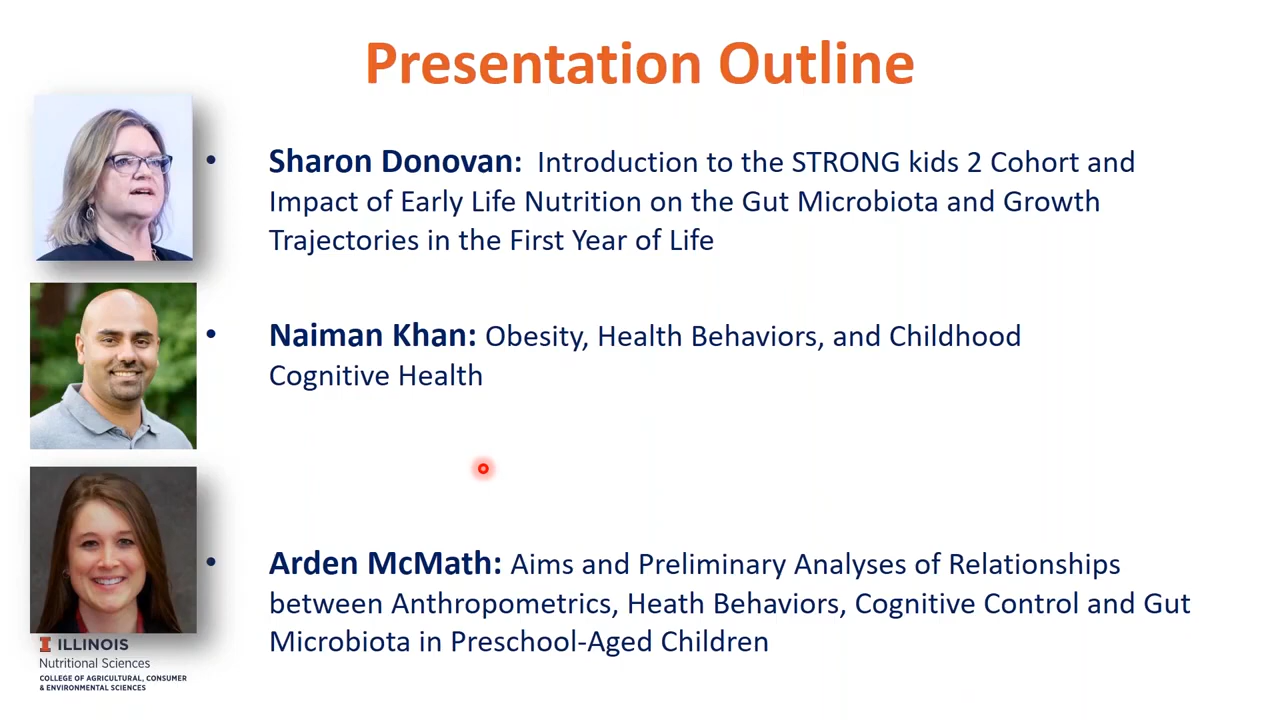 Presentation Outline
• Sharon Donovan: Introduction to the STRONG kids 2 Cohort and
Impact of Early Life Nutrition on the Gut Microbiota and Growth
Trajectories in the First Year of Life
• Naiman Khan: Obesity, Health Behaviors, and Childhood
Cognitive Health
• Arden McMath: Aims and Preliminary Analyses of Relationships
between Anthropometrics, Heath Behaviors, Cognitive Control and Gut
Microbiota in Preschool-Aged Children
I ILLINOIS
Nutritional Sciences
COLLEGE OF AGRICULTURAL, CONSUMER
& ENVIRONMENTAL SCIENCES